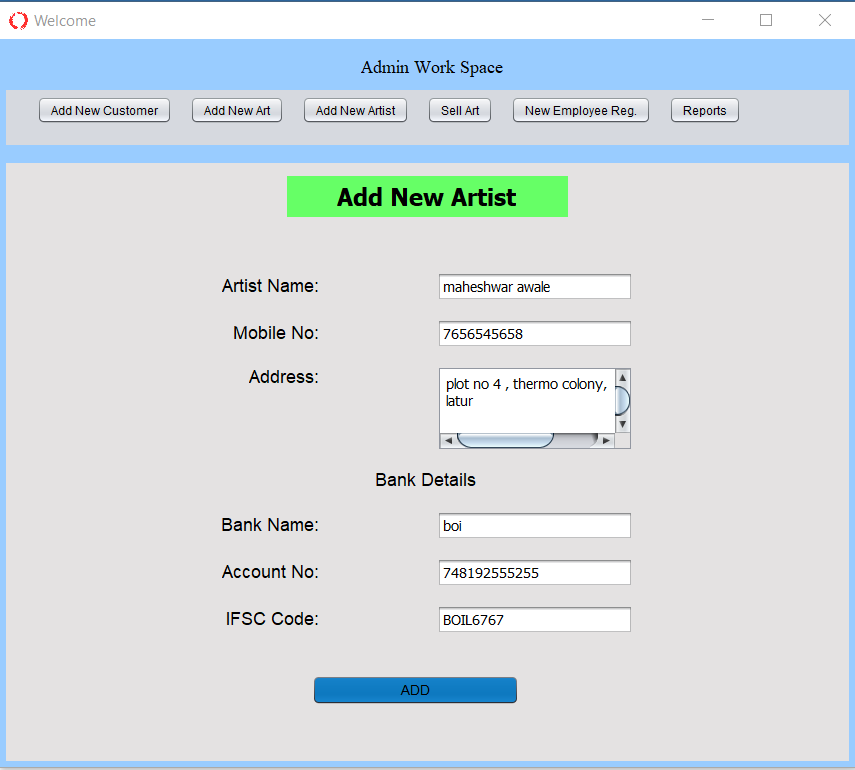 Welcome
Admin Work Space
Add New Customer Add New Art Add New Artist Sell Art New Employee Reg. Reports
Add New Artist
Artist Name: maheshwar awale
Mobile No: 7656545658
Address: plot no 4 , thermo colony,
latur
Bank Details
Bank Name: boi
Account No: 748192555255
IFSC Code: BOIL6767
ADD